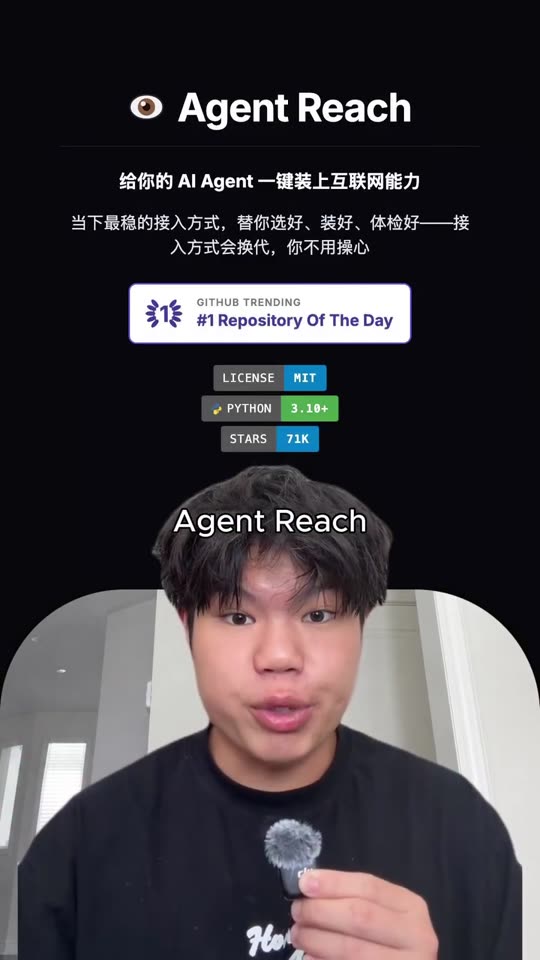 Agent Reach
给你的 AI Agent 一键装上互联网能力
当下最稳的接入方式，替你选好、装好、体检好——接
入方式会换代，你不用操心
1
GITHUB TRENDING
#1 Repository Of The Day
LICENSE MIT
PYTHON 3.10+
STARS 71K
Agent Reach